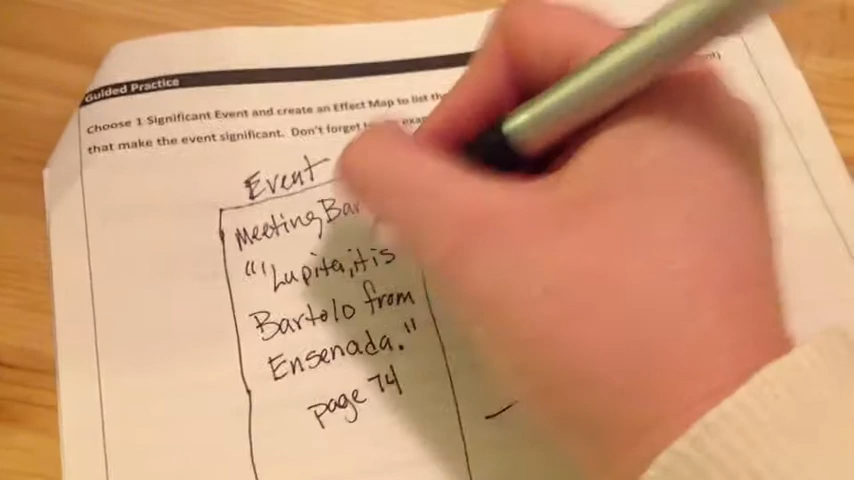 Guided Practice
Choose 1 Significant Event and create an Effect Map to list the
that make the event significant. Don't forget
Event
Meeting Bar
"'Lupita, it is
Bartolo from
Ensenada."
page 74